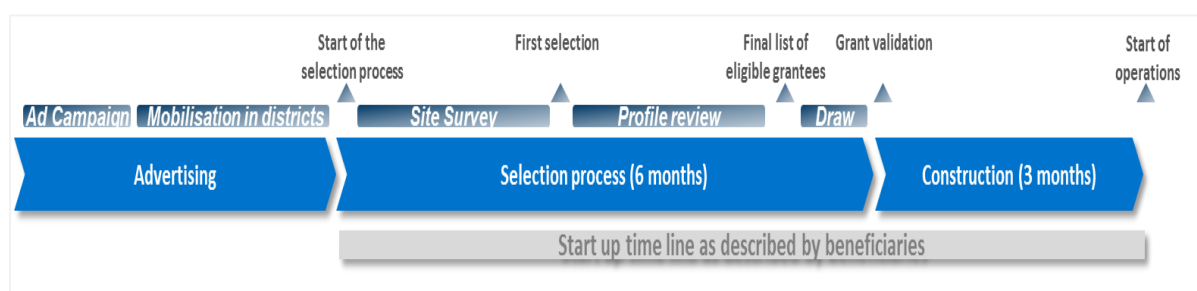 Start of the
selection process
First selection
Final list of
eligible grantees
Grant validation
Start of
operations
Ad Campaign
Mobilisation in districts
Site Survey
Profile review
Draw
Advertising
Selection process (6 months)
Construction (3 months)
Start up time line as described by beneficiaries